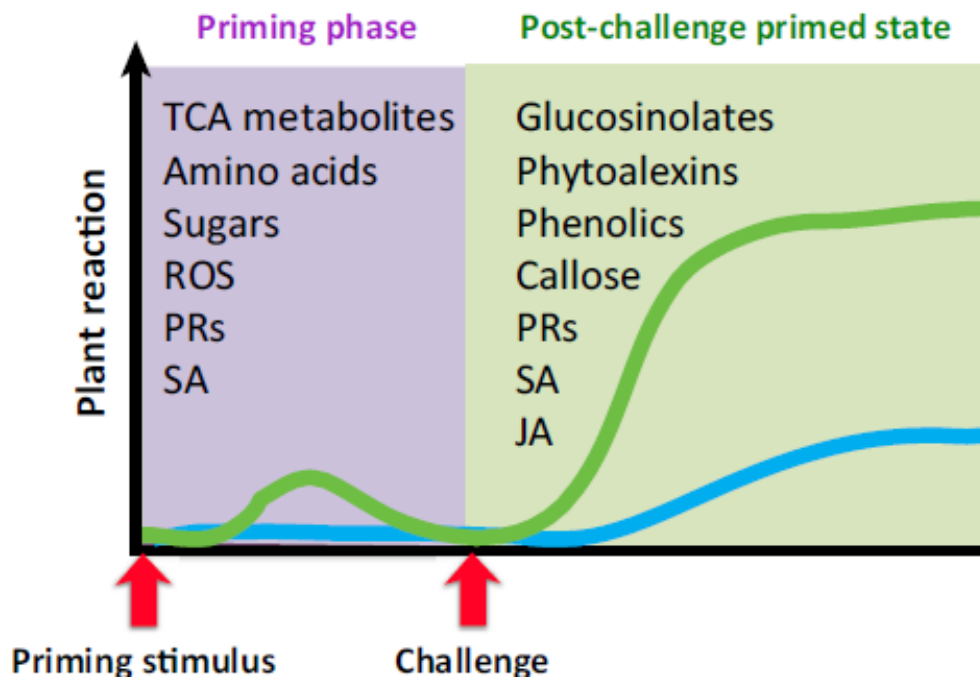 Priming phase
Post-challenge primed state
Plant reaction
TCA metabolites
Amino acids
Sugars
ROS
PRs
SA
Glucosinolates
Phytoalexins
Phenolics
Callose
PRs
SA
JA
Priming stimulus
Challenge